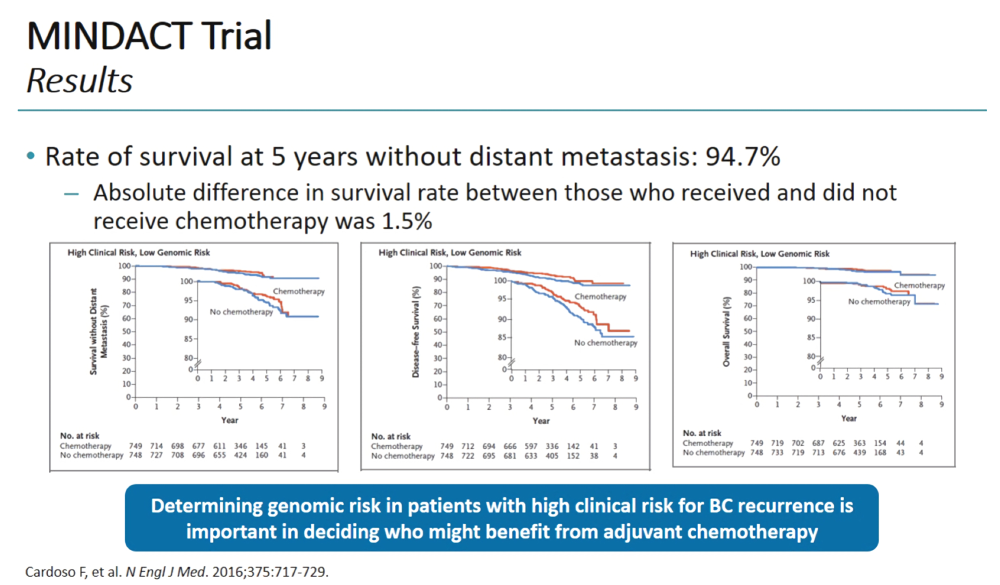 MINDACT Trial
Results
• Rate of survival at 5 years without distant metastasis: 94.7%
– Absolute difference in survival rate between those who received and did not
receive chemotherapy was 1.5%
High Clinical Risk, Low Genomic Risk
Survival without Distant
Metastasis (%)
100
90
80
70
60
50
40
30
20
10
0
100
95
90
85
80
0
Chemotherapy
No chemotherapy
0 1 2 3 4 5 6 7 8 9
0 1 2 3 4 5 6 7 8 9
Year
No. at risk
Chemotherapy 749 714 698 677 611 346 145 41 3
No chemotherapy 748 727 708 696 655 424 160 41 4
High Clinical Risk, Low Genomic Risk
Disease-free Survival (%)
100
90
80
70
60
50
40
30
20
10
0
100
95
90
85
80
0
Chemotherapy
No chemotherapy
0 1 2 3 4 5 6 7 8 9
0 1 2 3 4 5 6 7 8 9
Year
No. at risk
Chemotherapy 749 712 694 666 597 336 142 41 3
No chemotherapy 748 722 695 681 633 405 152 38 4
High Clinical Risk, Low Genomic Risk
Overall Survival (%)
100
90
80
70
60
50
40
30
20
10
0
100
95
90
85
80
0
Chemotherapy
No chemotherapy
0 1 2 3 4 5 6 7 8 9
0 1 2 3 4 5 6 7 8 9
Year
No. at risk
Chemotherapy 749 719 702 687 625 363 154 44 4
No chemotherapy 748 733 719 713 676 439 168 43 4
Determining genomic risk in patients with high clinical risk for BC recurrence is
important in deciding who might benefit from adjuvant chemotherapy
Cardoso F, et al. N Engl J Med. 2016;375:717-729.